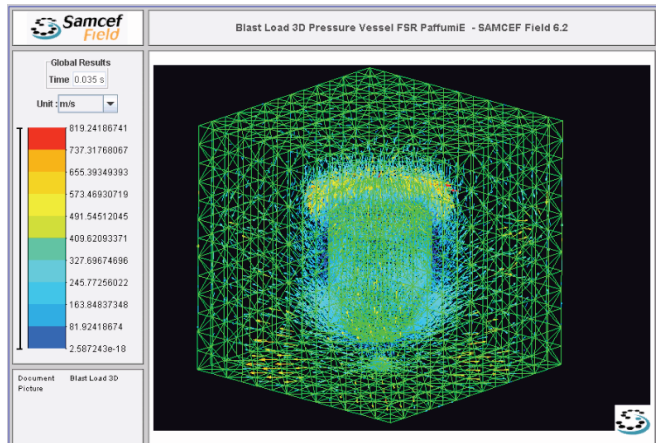 Samcef
Field
Blast Load 3D Pressure Vessel FSR PaffumiE - SAMCEF Field 6.2
Global Results
Time 0.035 s
Unit : m/s
819.24186741
737.31768067
655.39349393
573.46930719
491.54512045
409.62093371
327.69674696
245.77256022
163.84837348
81.92418674
2.587243e-18
Document Blast Load 3D
Picture